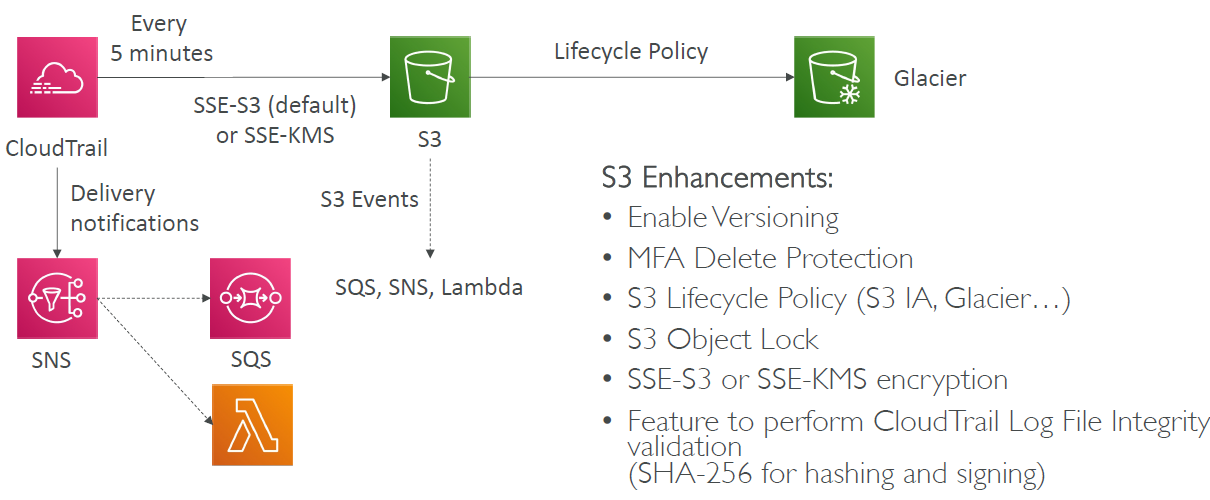 Every
5 minutes
Lifecycle Policy
Glacier
SSE-S3 (default)
or SSE-KMS
CloudTrail
S3
Delivery
notifications
S3 Events
SQS, SNS, Lambda
SNS
SQS
S3 Enhancements:
• Enable Versioning
• MFA Delete Protection
• S3 Lifecycle Policy (S3 IA, Glacier…)
• S3 Object Lock
• SSE-S3 or SSE-KMS encryption
• Feature to perform CloudTrail Log File Integrity
validation
(SHA-256 for hashing and signing)